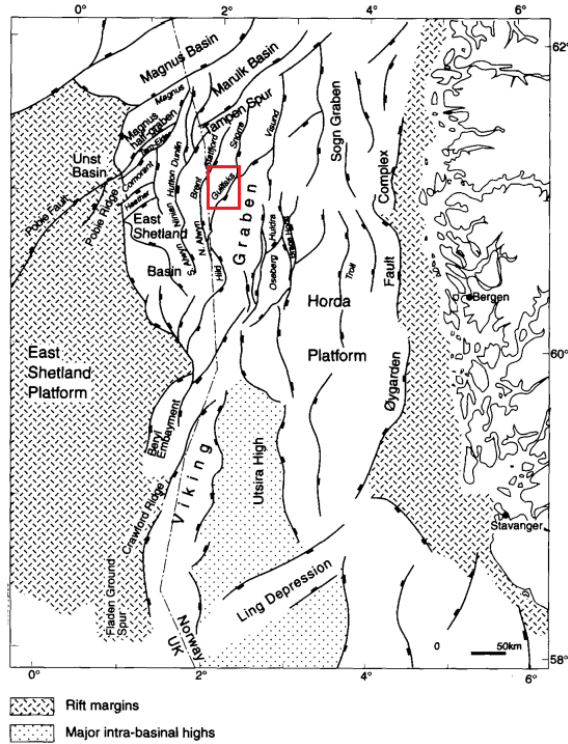 0° 2° 4° 6°
62°
Magnus Basin
Marulk Basin
Magnus
Magnus
half-graben
Tampen Spur
Sogn Graben
Visund
Snorre
Statfjord
Unst
Basin
Eider
Dunlin
Cormorant
Hutton
Heather
Ninian
Brent
Gullfaks
Complex
Pobie Fault
Pobie Ridge
East
Shetland
Basin
N. Alwyn
S. Alwyn
Hild
Graben
Huldra
Oseberg
Troll
Fault
Bergen
Horda
Platform
60°
East
Shetland
Platform
Øygarden
Beryl
Embayment
Viking
Utsira High
Crawford Ridge
Stavanger
Ling Depression
Fladen Ground
Spur
Norway
UK
0 50km
58°
0° 2° 4° 6°
Rift margins
Major intra-basinal highs